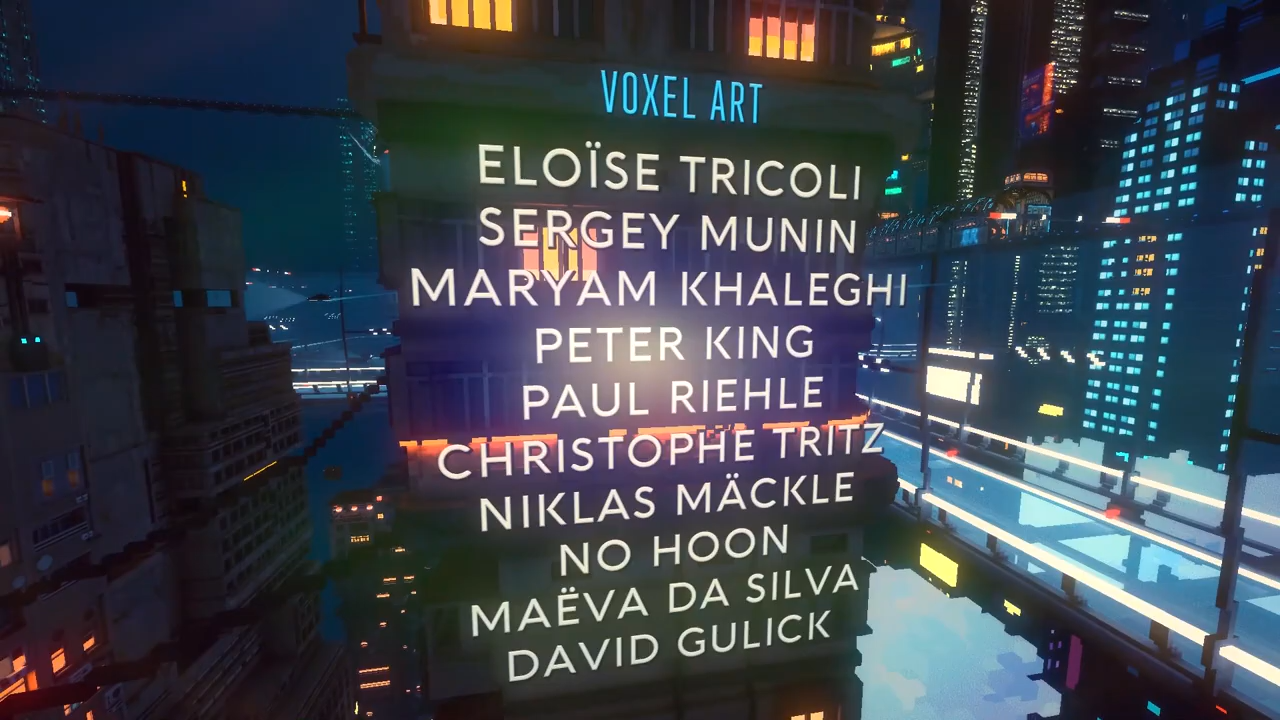 VOXEL ART
ELOÏSE TRICOLI
SERGEY MUNIN
MARYAM KHALEGHI
PETER KING
PAUL RIEHLE
CHRISTOPHE TRITZ
NIKLAS MÄCKLE
NO HOON
MAËVA DA SILVA
DAVID GULICK